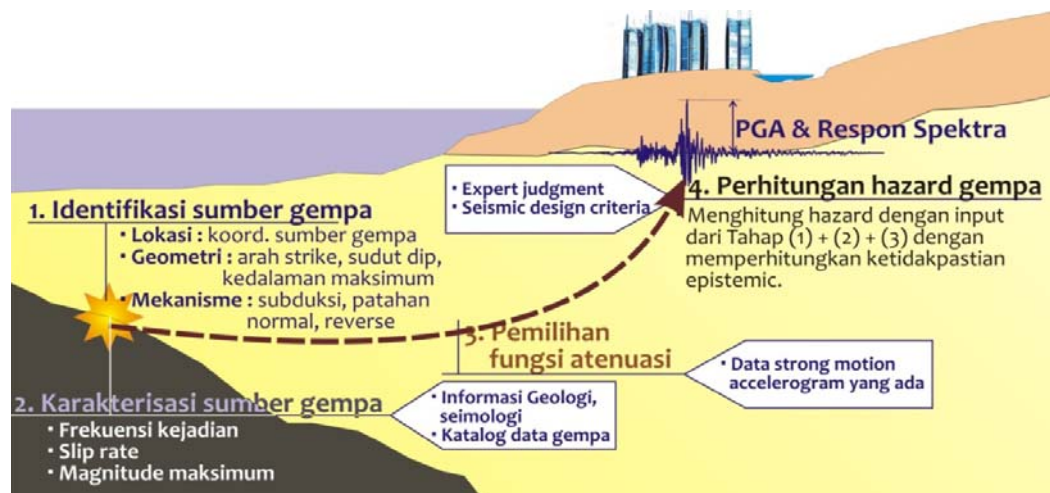 PGA & Respon Spektra
1. Identifikasi sumber gempa
• Lokasi : koord. sumber gempa
• Geometri : arah strike, sudut dip,
kedalaman maksimum
• Mekanisme : subduksi, patahan
normal, reverse
• Expert judgment
• Seismic design criteria
4. Perhitungan hazard gempa
Menghitung hazard dengan input
dari Tahap (1) + (2) + (3) dengan
memperhitungkan ketidakpastian
epistemic.
3. Pemilihan
fungsi atenuasi
• Data strong motion
accelerogram yang ada
2. Karakterisasi sumber gempa
• Frekuensi kejadian
• Slip rate
• Magnitude maksimum
• Informasi Geologi,
seimologi
• Katalog data gempa